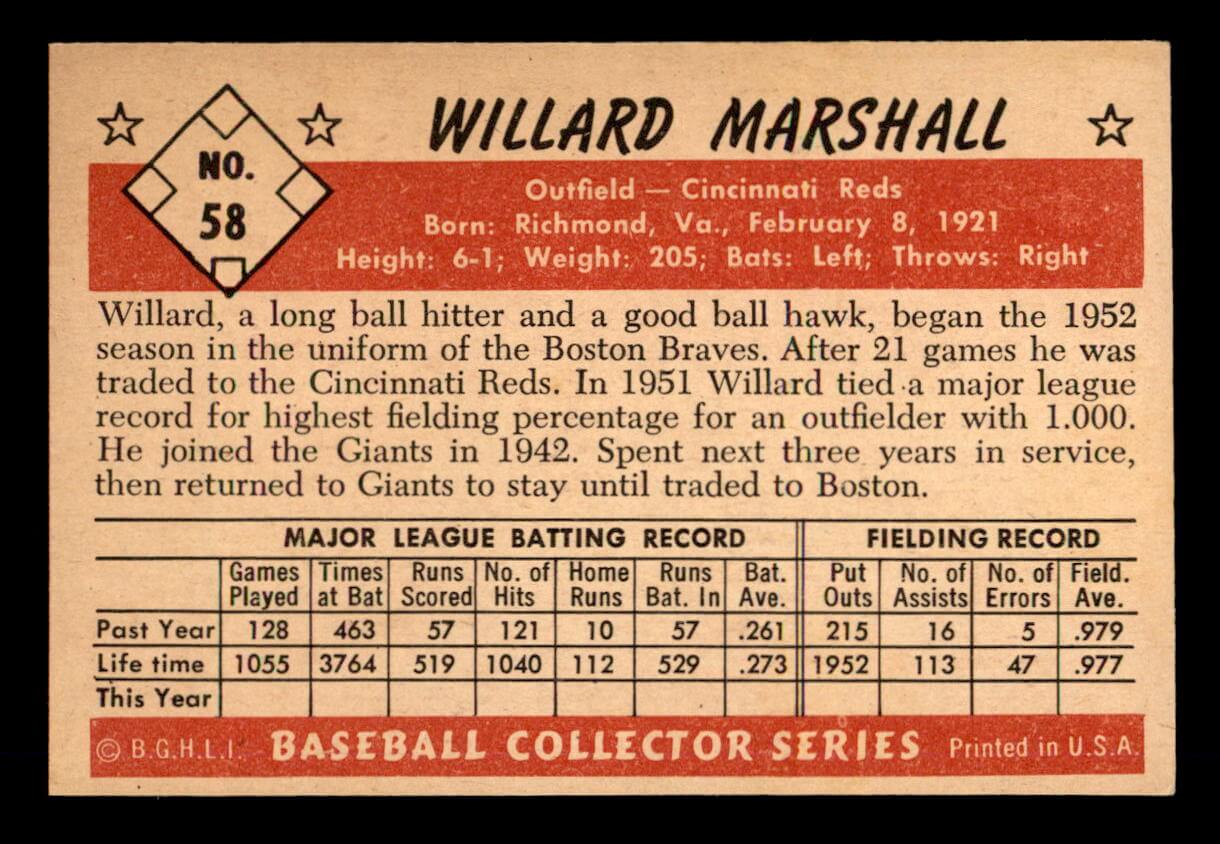 WILLARD MARSHALL
NO.
58
Outfield — Cincinnati Reds
Born: Richmond, Va., February 8, 1921
Height: 6-1; Weight: 205; Bats: Left; Throws: Right
Willard, a long ball hitter and a good ball hawk, began the 1952
season in the uniform of the Boston Braves. After 21 games he was
traded to the Cincinnati Reds. In 1951 Willard tied a major league
record for highest fielding percentage for an outfielder with 1.000.
He joined the Giants in 1942. Spent next three years in service,
then returned to Giants to stay until traded to Boston.
MAJOR LEAGUE BATTING RECORD FIELDING RECORD
Games Times Runs No. of Home Runs Bat. Put No. of No. of Field.
Played at Bat Scored Hits Runs Bat. In Ave. Outs Assists Errors Ave.
Past Year 128 463 57 121 10 57 .261 215 16 5 .979
Life time 1055 3764 519 1040 112 529 .273 1952 113 47 .977
This Year
© B.G.H.L.I. BASEBALL COLLECTOR SERIES Printed in U.S.A.